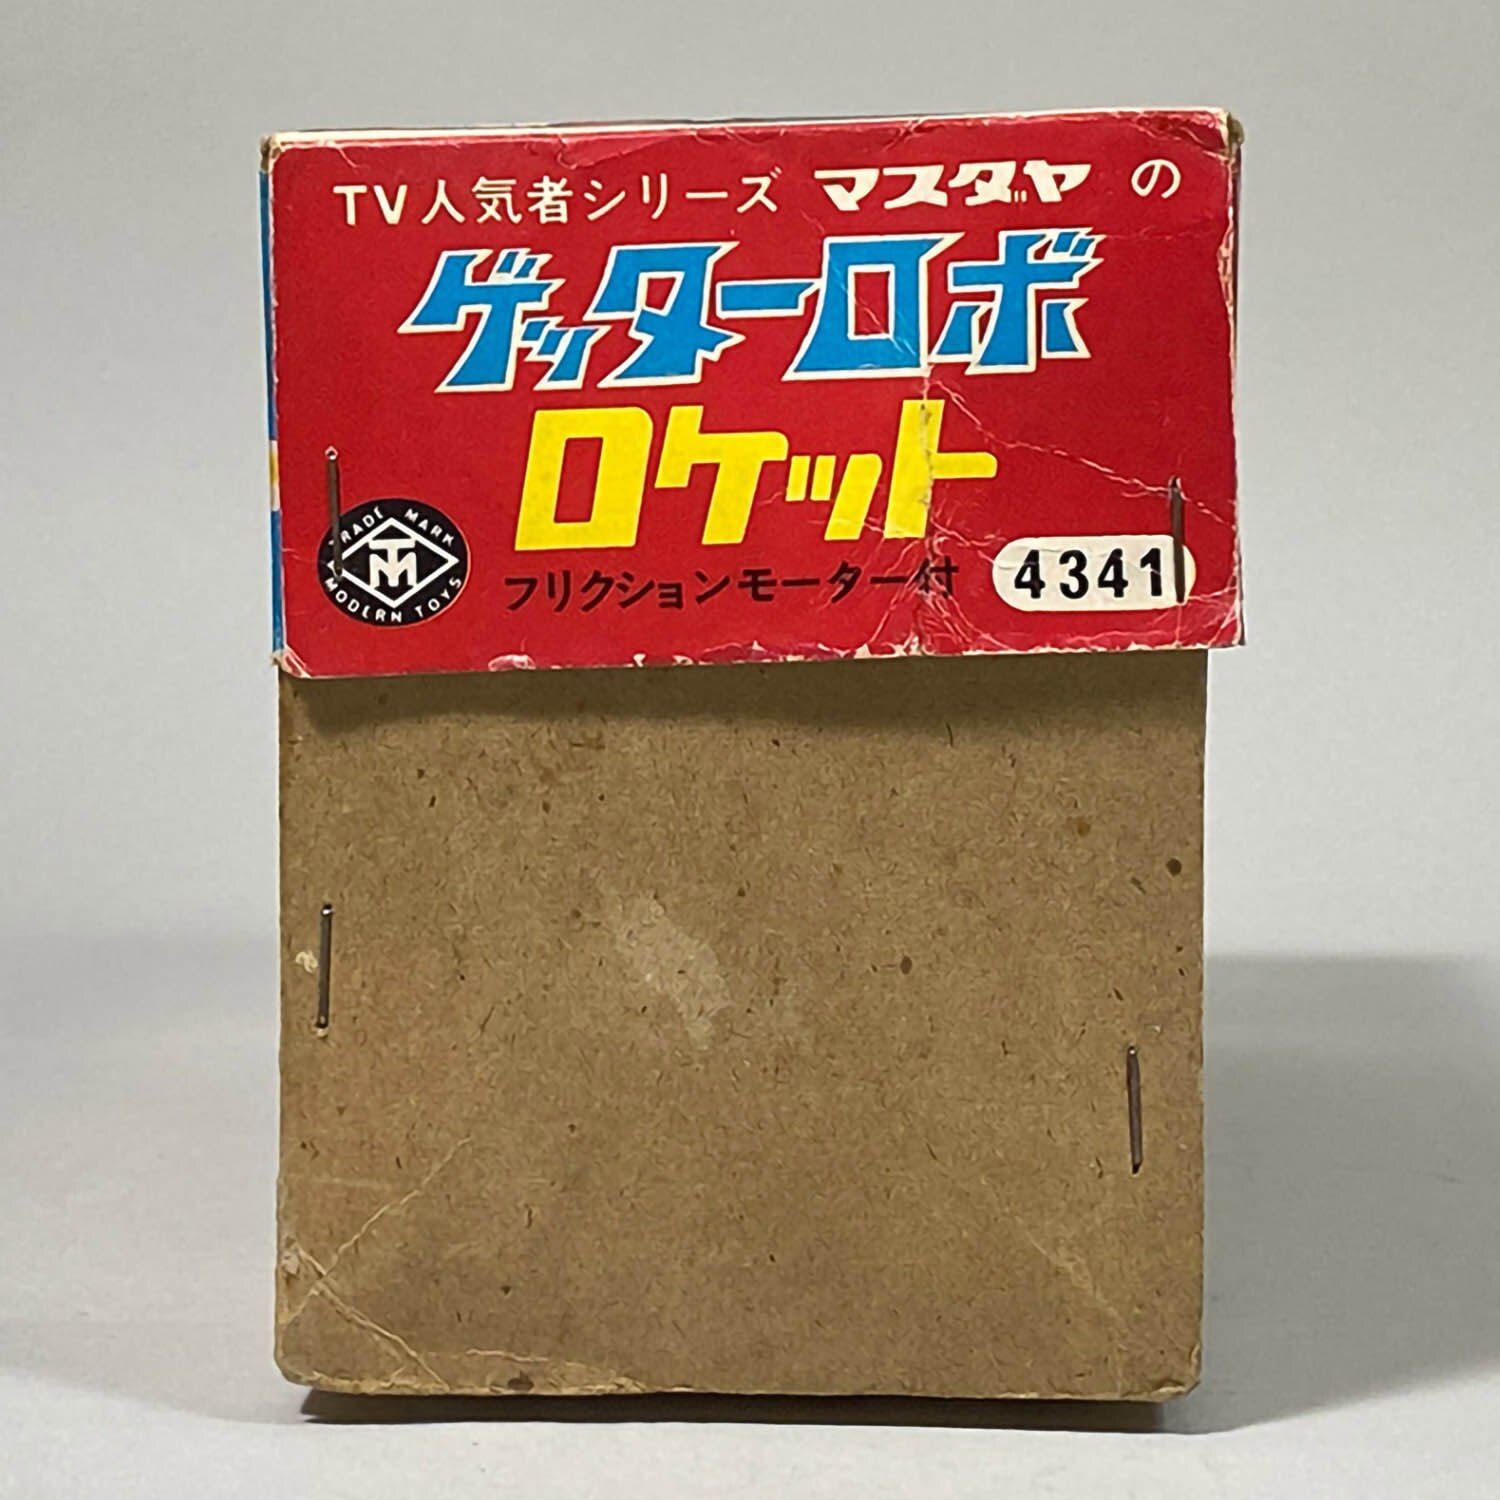 TV人気者シリーズ マスダヤの
ゲッターロボ
ロケット
TRADE MARK
TM
MODERN TOYS
フリクションモーター付
4341